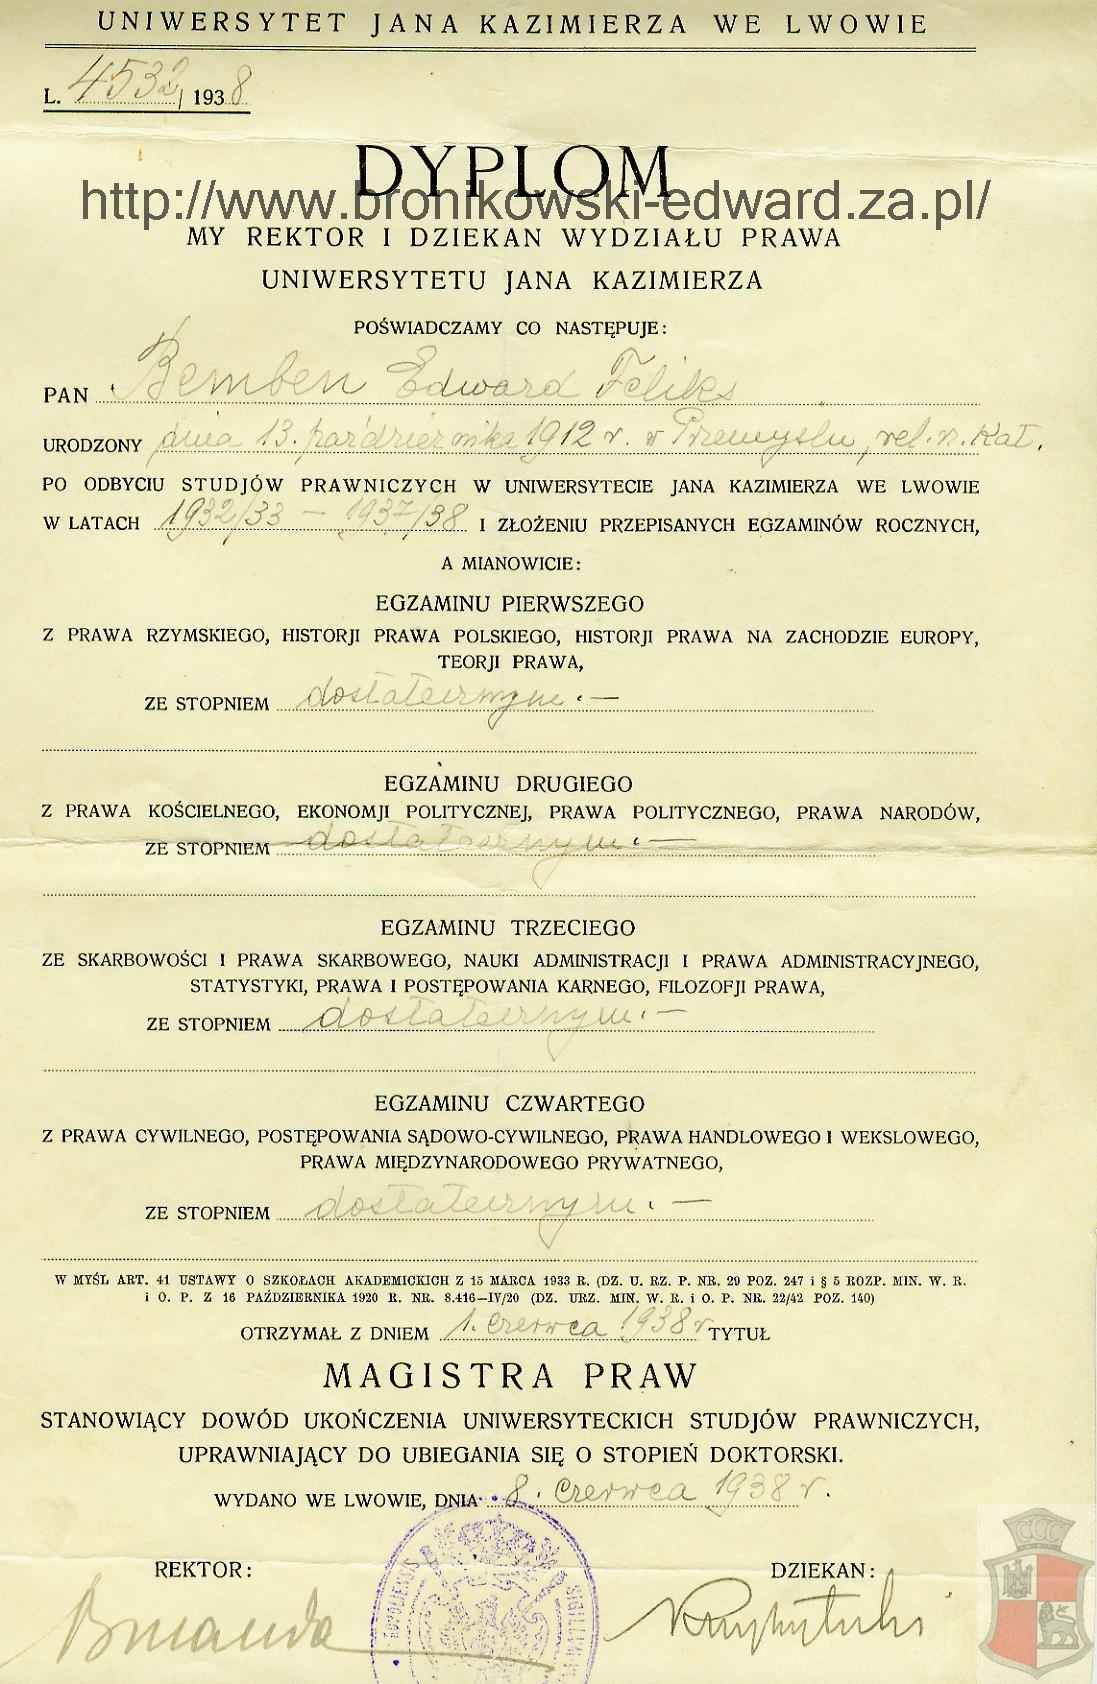 UNIWERSYTET JANA KAZIMIERZA WE LWOWIE
L. 4532/1938
DYPLOM
http://www.bronikowski-edward.za.pl/
MY REKTOR I DZIEKAN WYDZIAŁU PRAWA
UNIWERSYTETU JANA KAZIMIERZA
POŚWIADCZAMY CO NASTĘPUJE:
PAN Bemben Edward Feliks
URODZONY dnia 13. października 1912 r. w Przemyślu, rel. rz. kat.
PO ODBYCIU STUDJÓW PRAWNICZYCH W UNIWERSYTECIE JANA KAZIMIERZA WE LWOWIE
W LATACH 1932/33 – 1937/38 I ZŁOŻENIU PRZEPISANYCH EGZAMINÓW ROCZNYCH,
A MIANOWICIE:
EGZAMINU PIERWSZEGO
Z PRAWA RZYMSKIEGO, HISTORJI PRAWA POLSKIEGO, HISTORJI PRAWA NA ZACHODZIE EUROPY,
TEORJI PRAWA,
ZE STOPNIEM dostatecznym. –
EGZAMINU DRUGIEGO
Z PRAWA KOŚCIELNEGO, EKONOMJI POLITYCZNEJ, PRAWA POLITYCZNEGO, PRAWA NARODÓW,
ZE STOPNIEM dostatecznym. –
EGZAMINU TRZECIEGO
ZE SKARBOWOŚCI I PRAWA SKARBOWEGO, NAUKI ADMINISTRACJI I PRAWA ADMINISTRACYJNEGO,
STATYSTYKI, PRAWA I POSTĘPOWANIA KARNEGO, FILOZOFJI PRAWA,
ZE STOPNIEM dostatecznym. –
EGZAMINU CZWARTEGO
Z PRAWA CYWILNEGO, POSTĘPOWANIA SĄDOWO-CYWILNEGO, PRAWA HANDLOWEGO I WEKSLOWEGO,
PRAWA MIĘDZYNARODOWEGO PRYWATNEGO,
ZE STOPNIEM dostatecznym. –
W MYŚL ART. 41 USTAWY O SZKOŁACH AKADEMICKICH Z 15 MARCA 1933 R. (DZ. U. RZ. P. NR. 29 POZ. 247 i § 5 ROZP. MIN. W. R.
i O. P. Z 16 PAŹDZIERNIKA 1920 R. NR. 8.416–IV/20 (DZ. URZ. MIN. W. R. i O. P. NR. 22/42 POZ. 140)
OTRZYMAŁ Z DNIEM 1. czerwca 1938 r TYTUŁ
MAGISTRA PRAW
STANOWIĄCY DOWÓD UKOŃCZENIA UNIWERSYTECKICH STUDJÓW PRAWNICZYCH,
UPRAWNIAJĄCY DO UBIEGANIA SIĘ O STOPIEŃ DOKTORSKI.
WYDANO WE LWOWIE, DNIA 8. czerwca 1938 r.
REKTOR:
DZIEKAN: